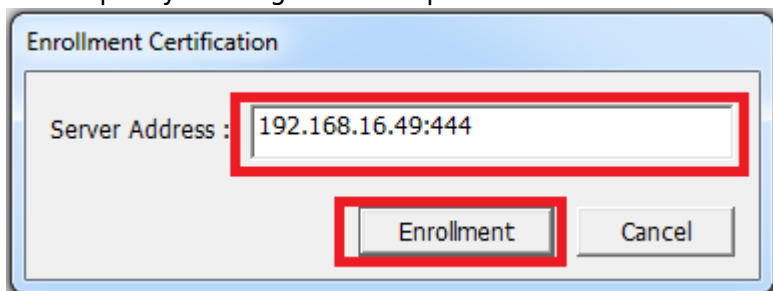 Enrollment Certification
Server Address : 192.168.16.49:444
Enrollment Cancel